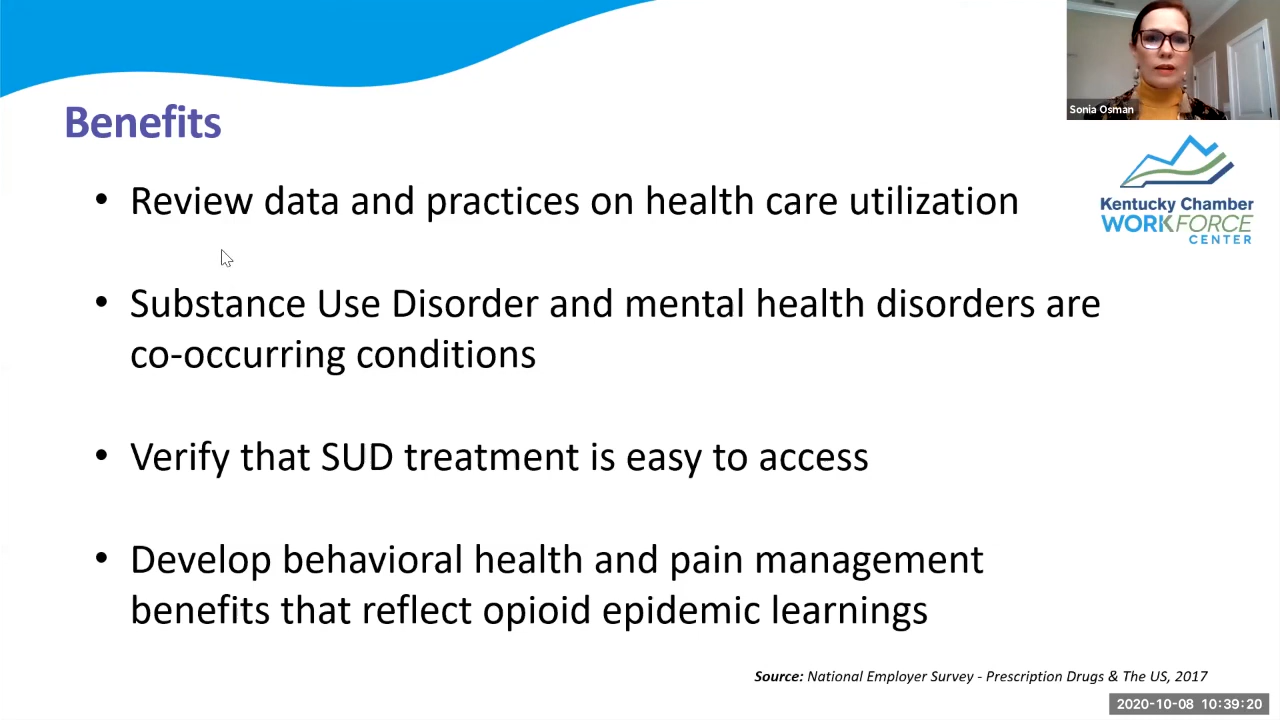 Sonia Osman
Benefits
Kentucky Chamber
WORKFORCE
CENTER
• Review data and practices on health care utilization
• Substance Use Disorder and mental health disorders are
co-occurring conditions
• Verify that SUD treatment is easy to access
• Develop behavioral health and pain management
benefits that reflect opioid epidemic learnings
Source: National Employer Survey - Prescription Drugs & The US, 2017
2020-10-08 10:39:20